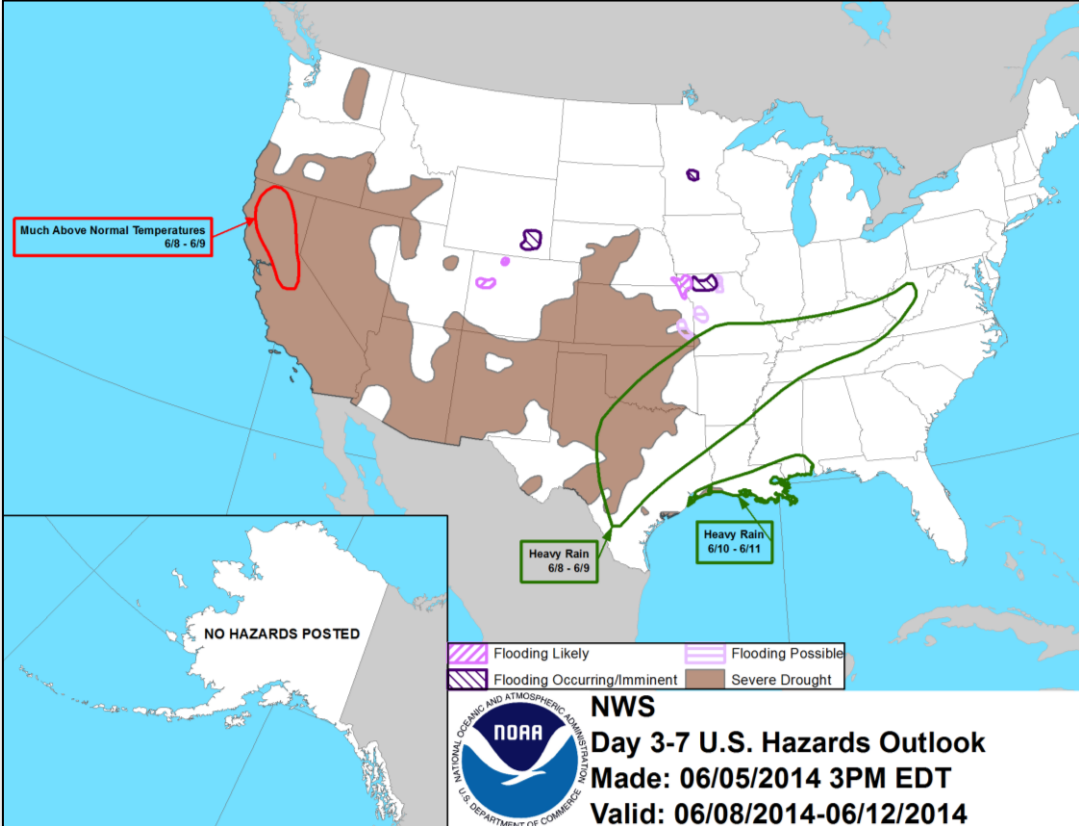 Much Above Normal Temperatures
6/8 - 6/9
Heavy Rain
6/8 - 6/9
Heavy Rain
6/10 - 6/11
NO HAZARDS POSTED
Flooding Likely
Flooding Possible
Flooding Occurring/Imminent
Severe Drought
NATIONAL OCEANIC AND ATMOSPHERIC ADMINISTRATION
NOAA
U.S. DEPARTMENT OF COMMERCE
NWS
Day 3-7 U.S. Hazards Outlook
Made: 06/05/2014 3PM EDT
Valid: 06/08/2014-06/12/2014